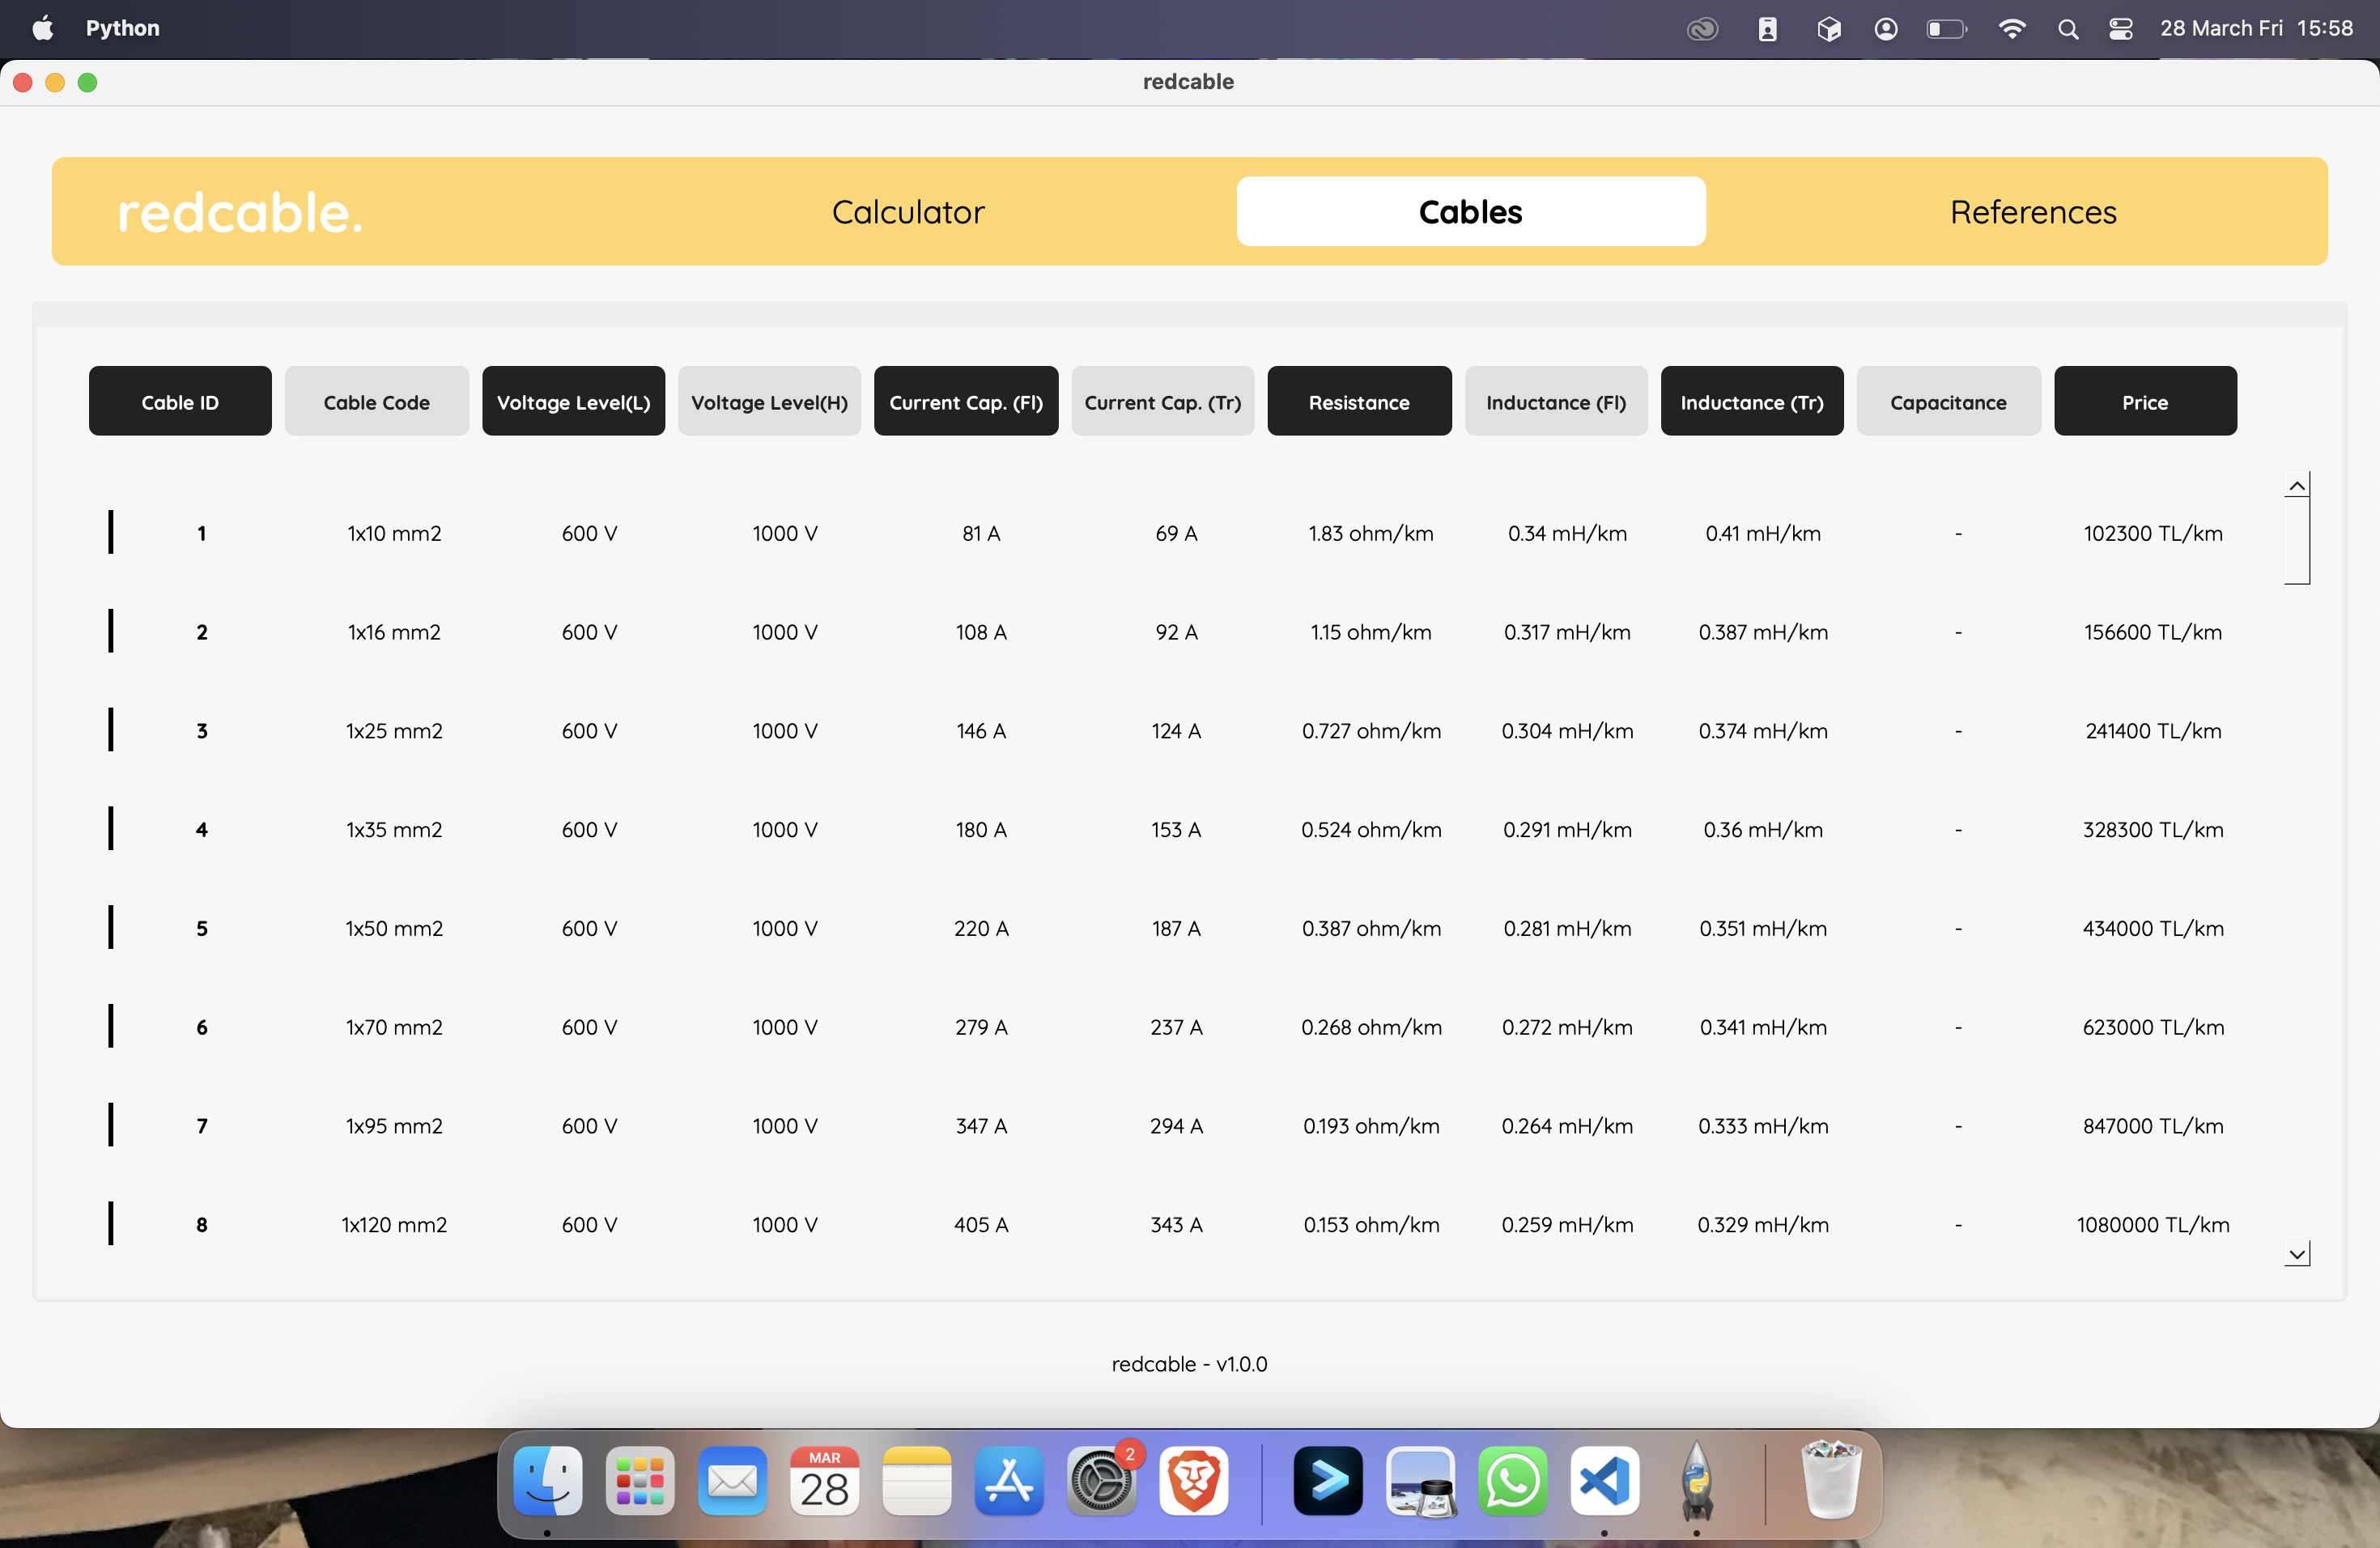 Python 28 March Fri 15:58
redcable
redcable. Calculator Cables References
Cable ID Cable Code Voltage Level(L) Voltage Level(H) Current Cap. (Fl) Current Cap. (Tr) Resistance Inductance (Fl) Inductance (Tr) Capacitance Price
1 1x10 mm2 600 V 1000 V 81 A 69 A 1.83 ohm/km 0.34 mH/km 0.41 mH/km - 102300 TL/km
2 1x16 mm2 600 V 1000 V 108 A 92 A 1.15 ohm/km 0.317 mH/km 0.387 mH/km - 156600 TL/km
3 1x25 mm2 600 V 1000 V 146 A 124 A 0.727 ohm/km 0.304 mH/km 0.374 mH/km - 241400 TL/km
4 1x35 mm2 600 V 1000 V 180 A 153 A 0.524 ohm/km 0.291 mH/km 0.36 mH/km - 328300 TL/km
5 1x50 mm2 600 V 1000 V 220 A 187 A 0.387 ohm/km 0.281 mH/km 0.351 mH/km - 434000 TL/km
6 1x70 mm2 600 V 1000 V 279 A 237 A 0.268 ohm/km 0.272 mH/km 0.341 mH/km - 623000 TL/km
7 1x95 mm2 600 V 1000 V 347 A 294 A 0.193 ohm/km 0.264 mH/km 0.333 mH/km - 847000 TL/km
8 1x120 mm2 600 V 1000 V 405 A 343 A 0.153 ohm/km 0.259 mH/km 0.329 mH/km - 1080000 TL/km
redcable - v1.0.0
MAR
28
2